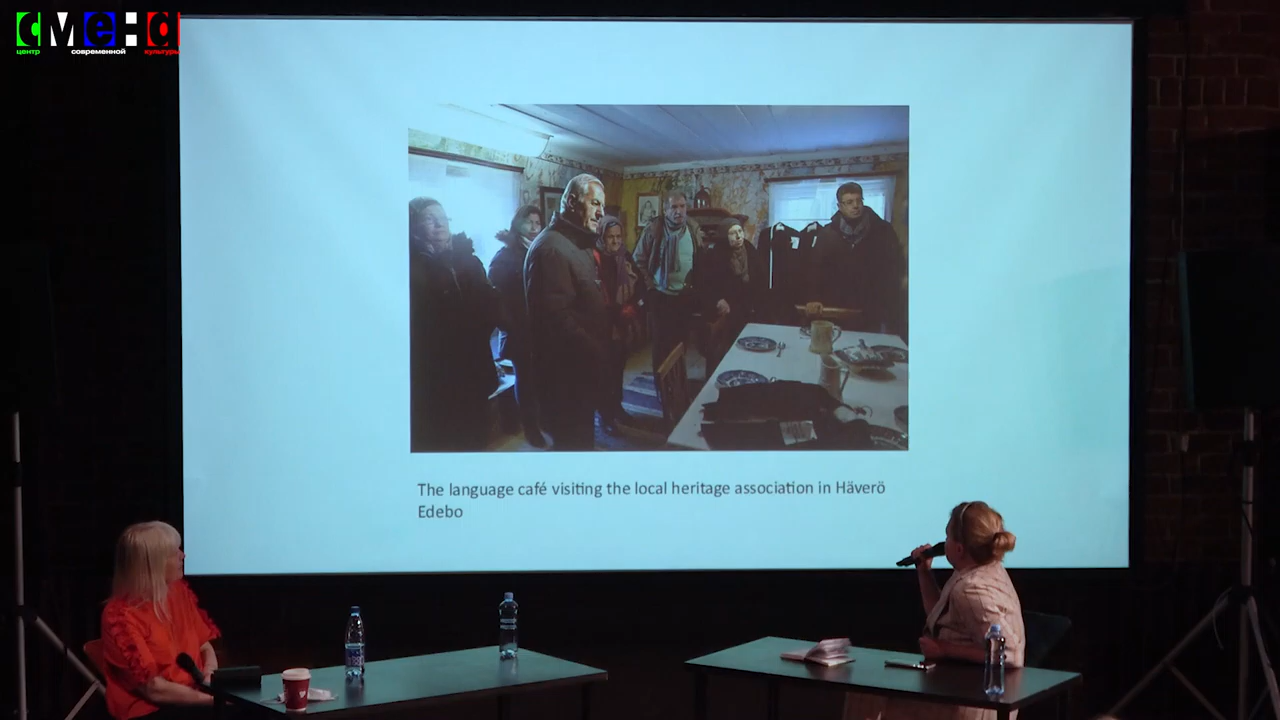 смена
центр современной культуры
The language café visiting the local heritage association in Häverö
Edebo